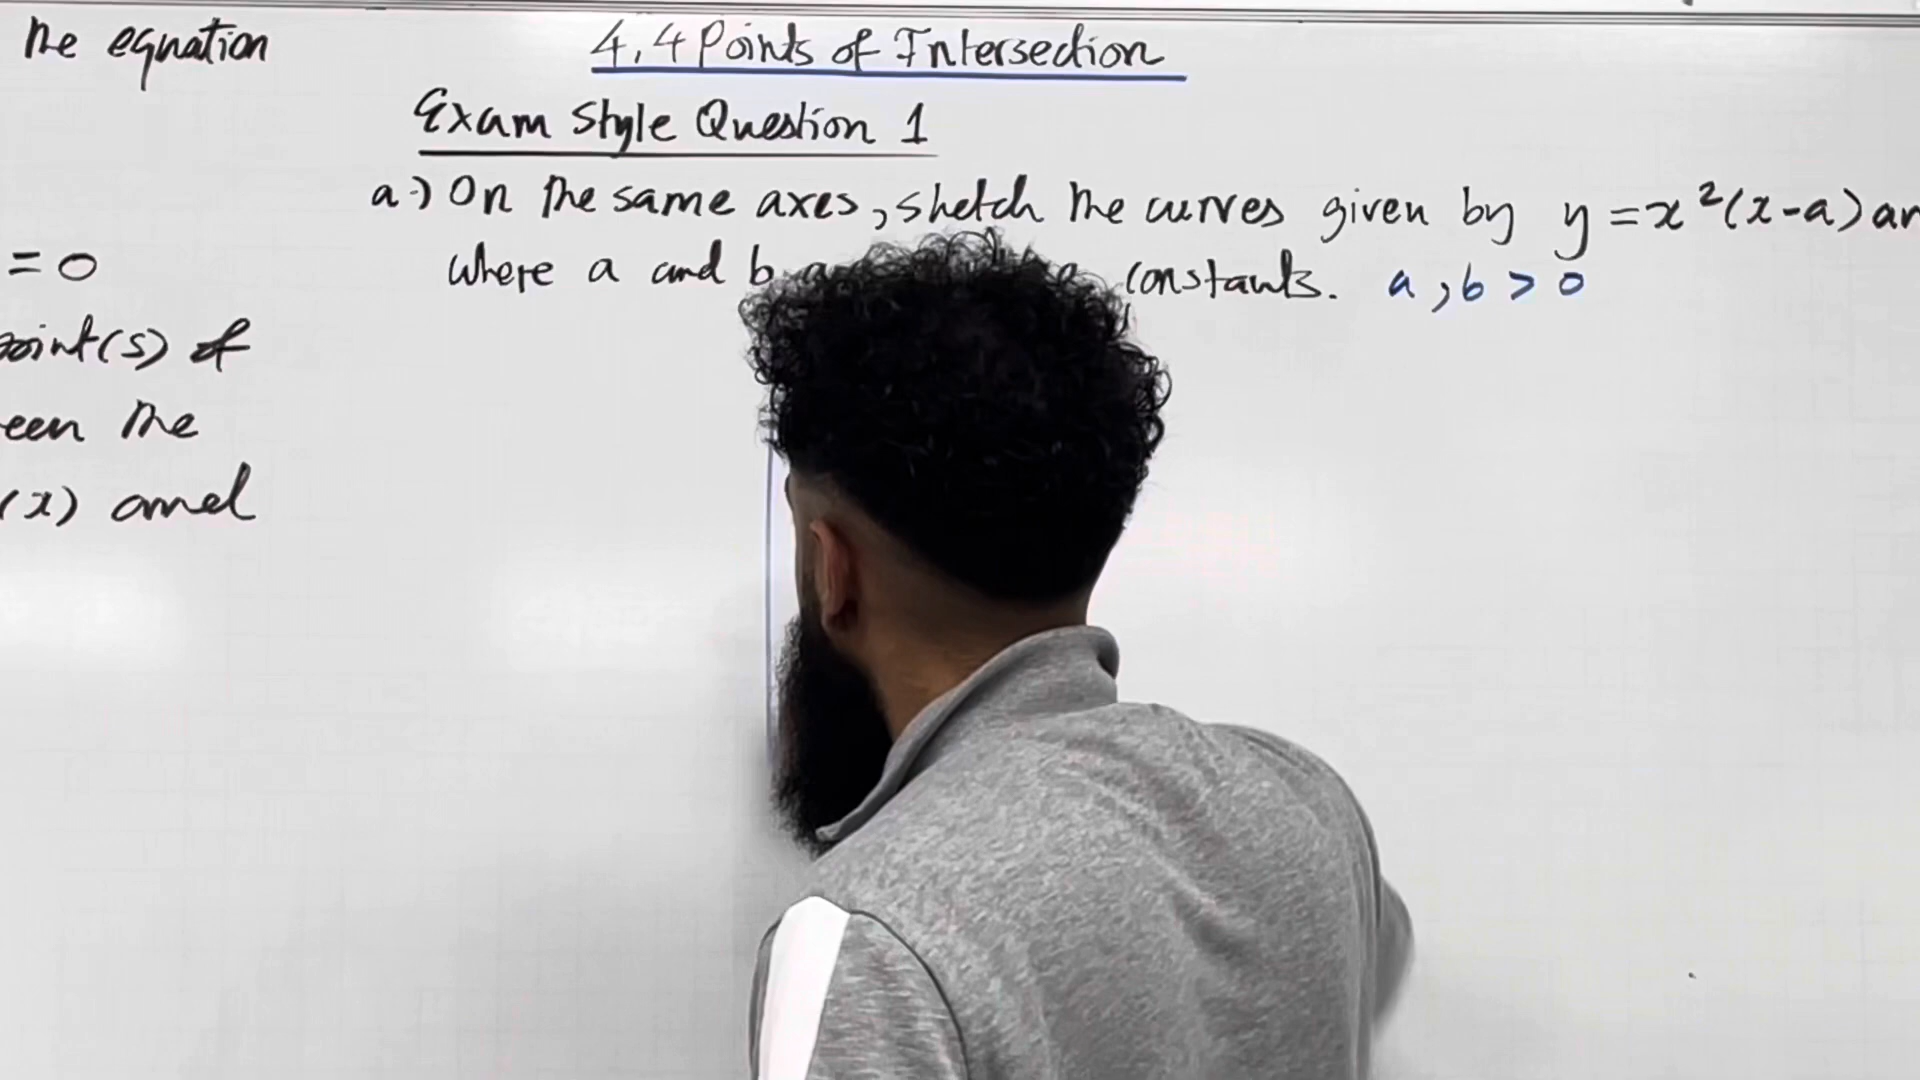 the equation
= 0
point(s) of
een the
(x) and
4.4 Points of Intersection
Exam Style Question 1
a.) On the same axes, sketch the curves given by y = x²(x-a) an
where a and b constants. a, b > 0